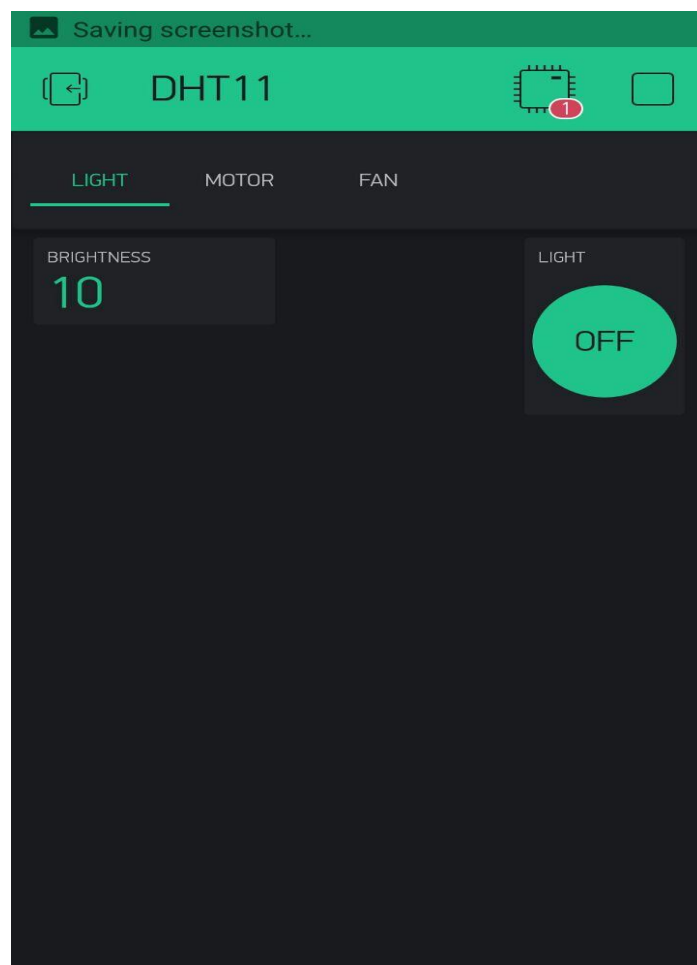 Saving screenshot...
DHT11
1
LIGHT MOTOR FAN
BRIGHTNESS
10
LIGHT
OFF